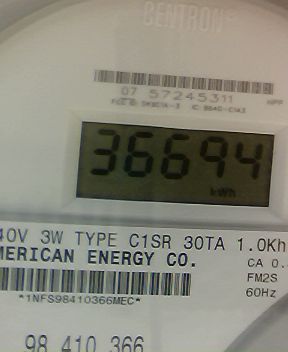 CENTRON®
07 57245311
36694
kWh
40V 3W TYPE C1SR 30TA 1.0Kh
MERICAN ENERGY CO.
CA 0.
FM2S
60Hz
*1NFS98410366MEC*
98 410 366